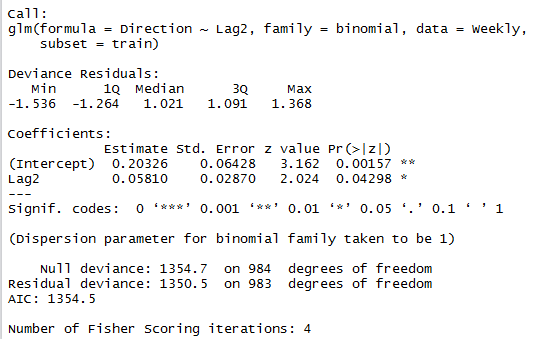 Call:
glm(formula = Direction ~ Lag2, family = binomial, data = Weekly,
    subset = train)
Deviance Residuals:
   Min      1Q  Median      3Q     Max
-1.536  -1.264   1.021   1.091   1.368
Coefficients:
            Estimate Std. Error z value Pr(>|z|)
(Intercept)  0.20326    0.06428   3.162  0.00157 **
Lag2         0.05810    0.02870   2.024  0.04298 *
---
Signif. codes:  0 ‘***’ 0.001 ‘**’ 0.01 ‘*’ 0.05 ‘.’ 0.1 ‘ ’ 1
(Dispersion parameter for binomial family taken to be 1)
    Null deviance: 1354.7  on 984  degrees of freedom
Residual deviance: 1350.5  on 983  degrees of freedom
AIC: 1354.5
Number of Fisher Scoring iterations: 4